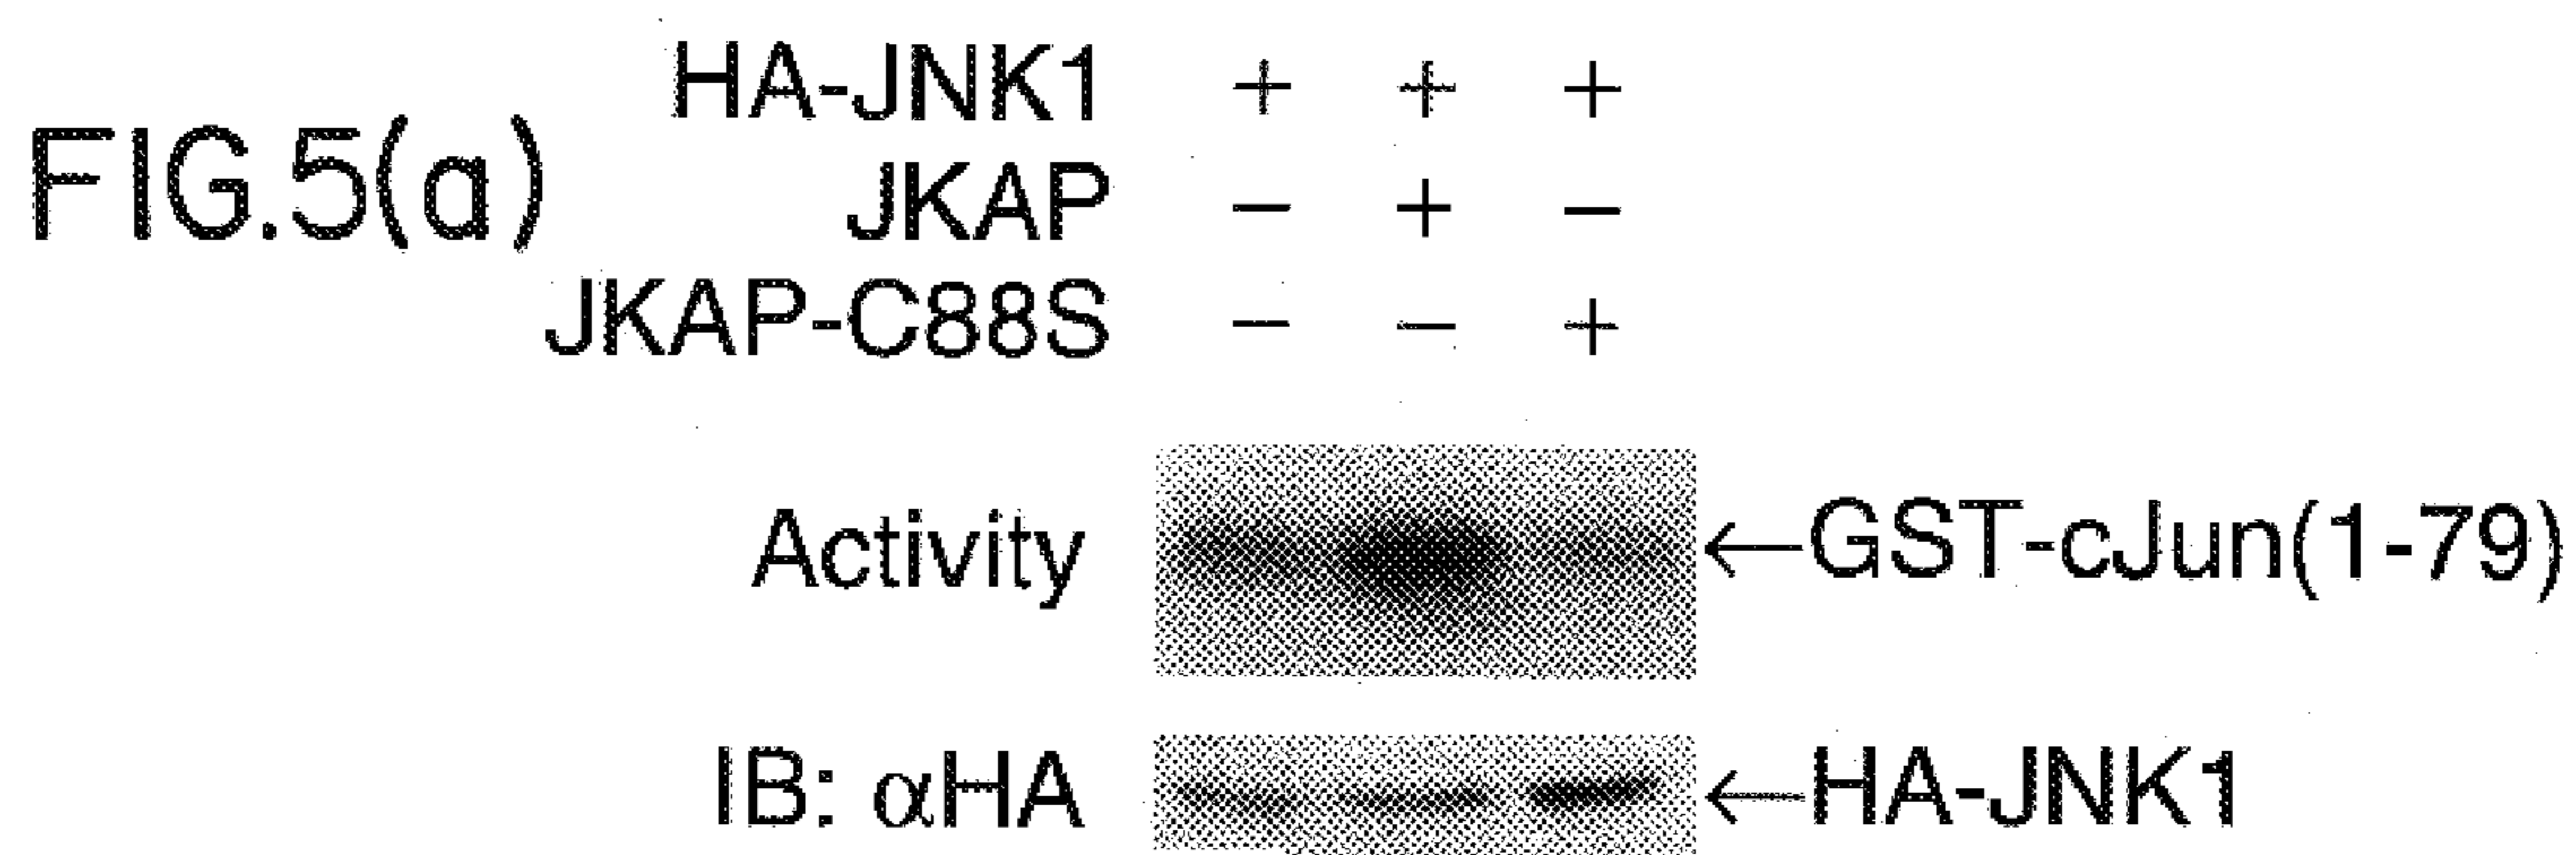 FIG.5(a)
HA-JNK1 + + +
JKAP − + −
JKAP-C88S − − +
Activity ←GST-cJun(1-79)
IB: αHA ←HA-JNK1